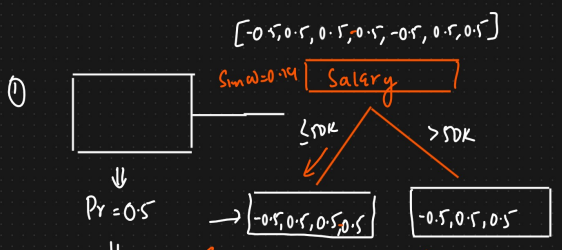 [-0.5, 0.5, 0.5, -0.5, -0.5, 0.5, 0.5]
①
Sim W=0.14
Salary
≤50K
>50K
Pr=0.5
-0.5, 0.5, 0.5, -0.5
-0.5, 0.5, 0.5